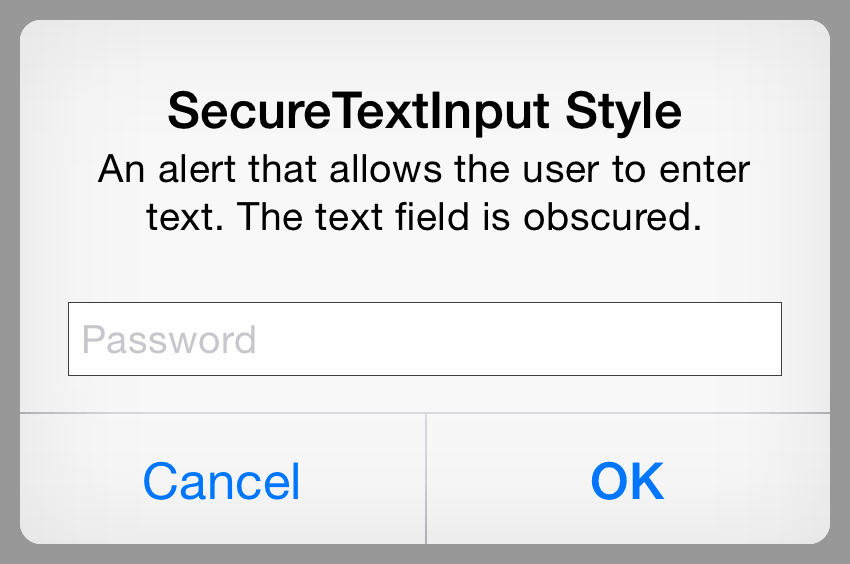 SecureTextInput Style
An alert that allows the user to enter
text. The text field is obscured.
Password
Cancel
OK